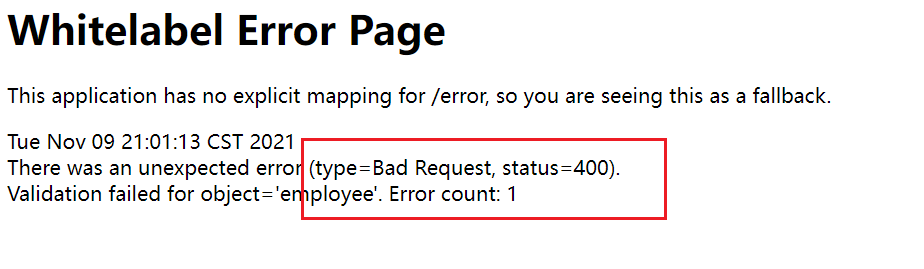 Whitelabel Error Page
This application has no explicit mapping for /error, so you are seeing this as a fallback.
Tue Nov 09 21:01:13 CST 2021
There was an unexpected error (type=Bad Request, status=400).
Validation failed for object='employee'. Error count: 1